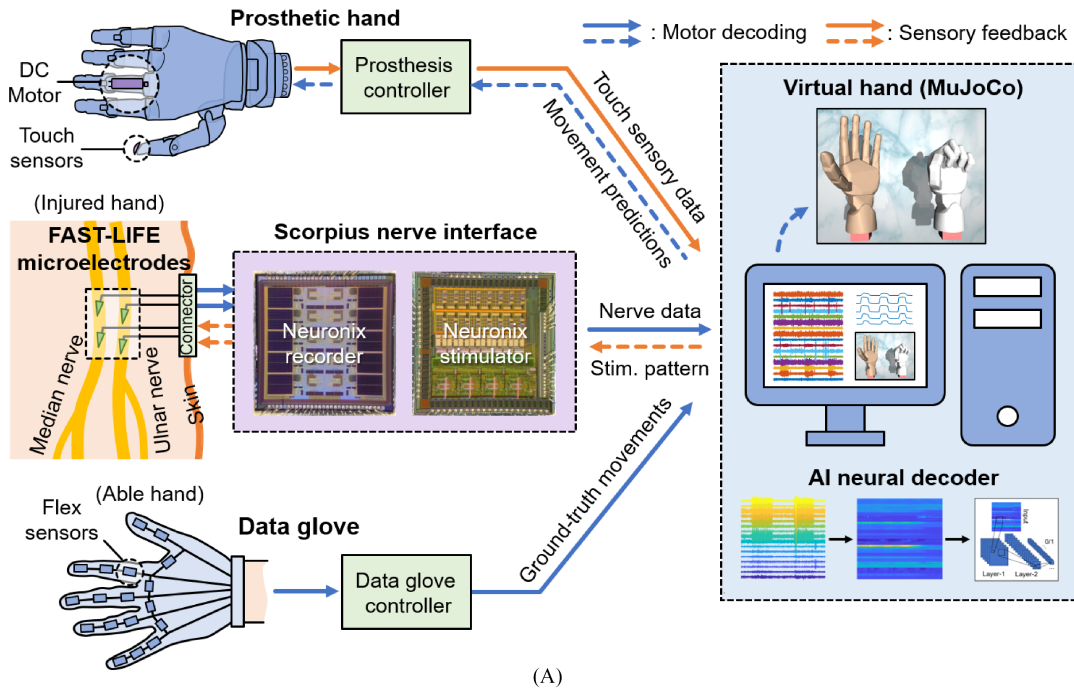 Prosthetic hand
: Motor decoding
: Sensory feedback
DC
Motor
Touch
sensors
Prosthesis
controller
Touch sensory data
Movement predictions
Virtual hand (MuJoCo)
(Injured hand)
FAST-LIFE
microelectrodes
Connector
Median nerve
Ulnar nerve
Skin
Scorpius nerve interface
Neuronix
recorder
Neuronix
stimulator
Nerve data
Stim. pattern
Ground-truth movements
AI neural decoder
Input
0/1
Layer-1
Layer-2
...
(Able hand)
Flex
sensors
Data glove
Data glove
controller
(A)